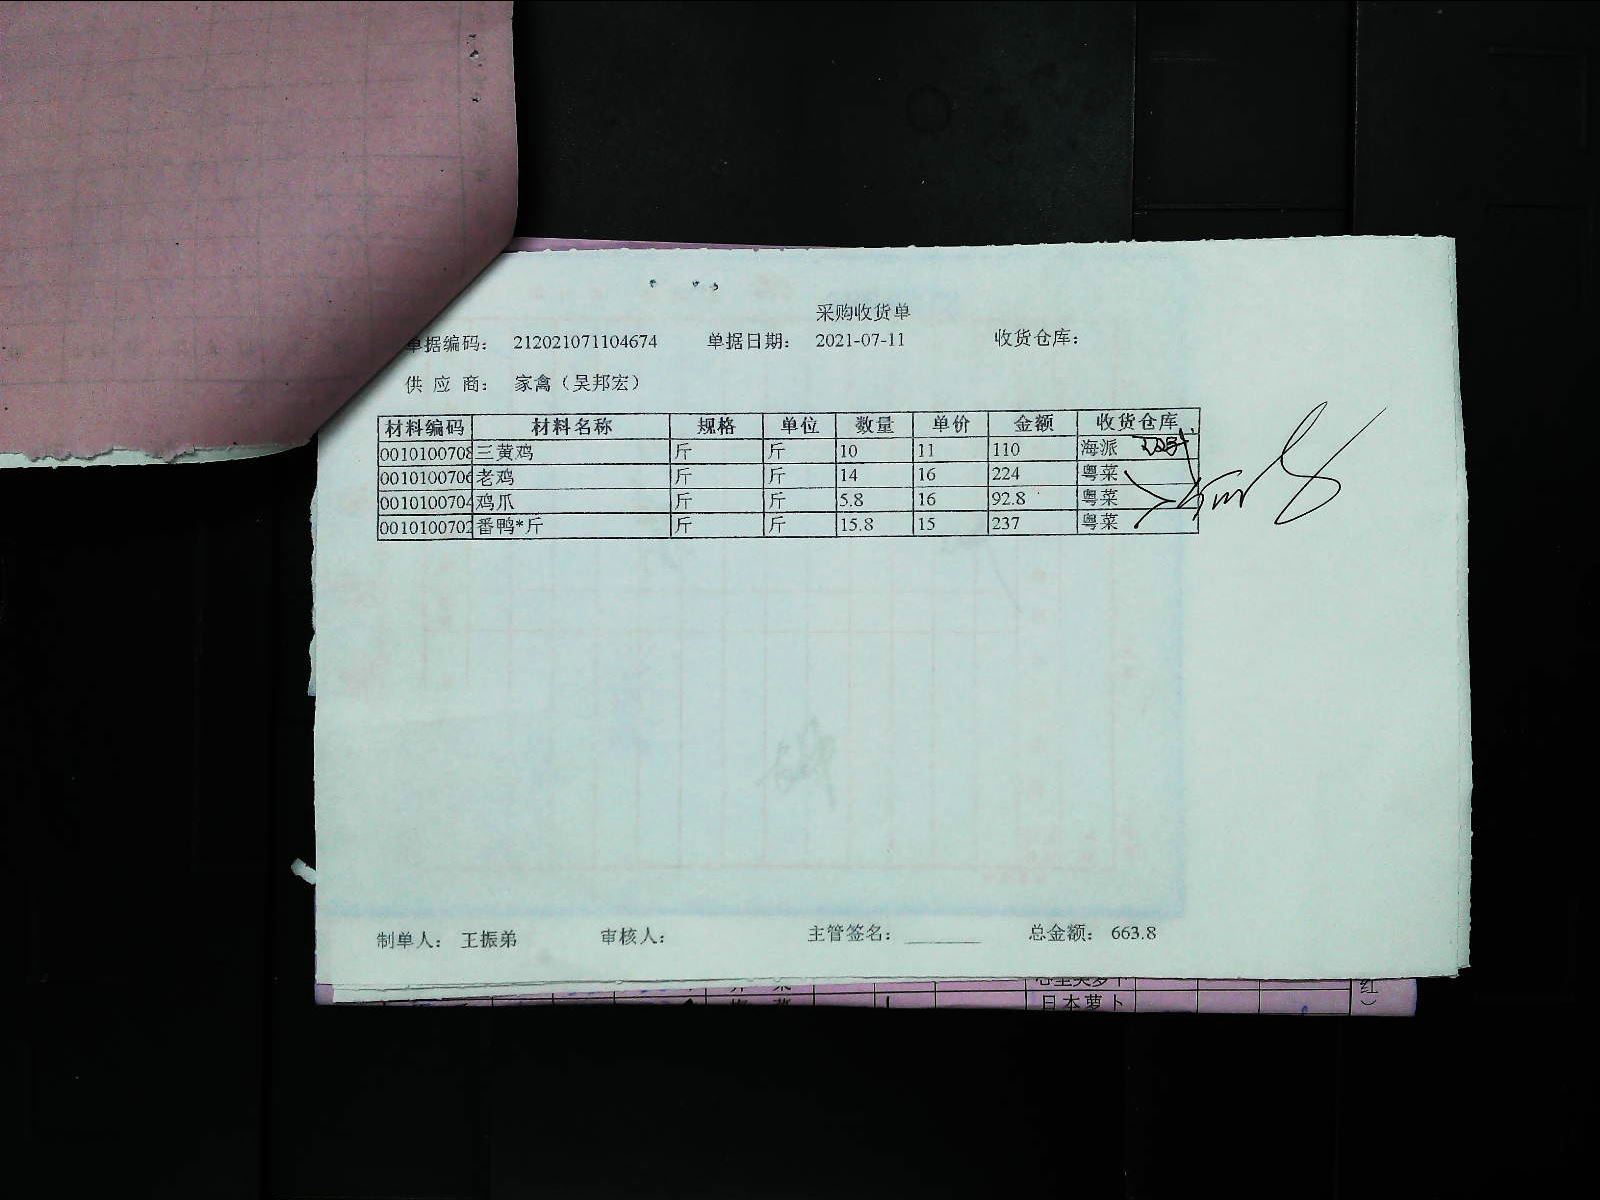 采购收货单
单据编码： 212021071104674 单据日期： 2021-07-11 收货仓库：
供 应 商： 家禽（吴邦宏）
材料编码 材料名称 规格 单位 数量 单价 金额 收货仓库
0010100708 三黄鸡 斤 斤 10 11 110 海派
0010100706 老鸡 斤 斤 14 16 224 粤菜
0010100704 鸡爪 斤 斤 5.8 16 92.8 粤菜
0010100702 番鸭*斤 斤 斤 15.8 15 237 粤菜
制单人： 王振弟 审核人： 主管签名： 总金额： 663.8
日本萝卜
红